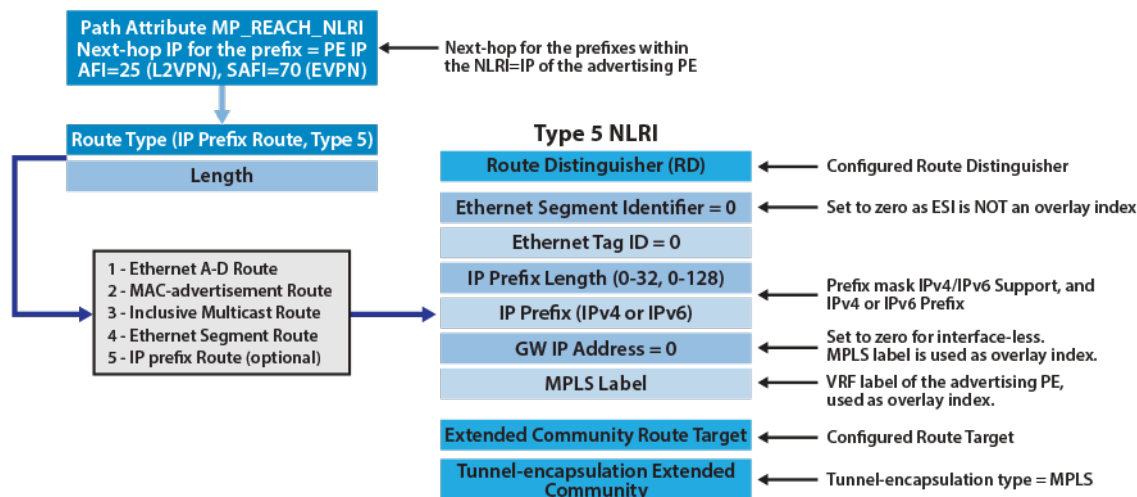 Path Attribute MP_REACH_NLRI
Next-hop IP for the prefix = PE IP
AFI=25 (L2VPN), SAFI=70 (EVPN)
Next-hop for the prefixes within
the NLRI=IP of the advertising PE
Route Type (IP Prefix Route, Type 5)
Length
1 - Ethernet A-D Route
2 - MAC-advertisement Route
3 - Inclusive Multicast Route
4 - Ethernet Segment Route
5 - IP prefix Route (optional)
Type 5 NLRI
Route Distinguisher (RD)
Configured Route Distinguisher
Ethernet Segment Identifier = 0
Set to zero as ESI is NOT an overlay index
Ethernet Tag ID = 0
IP Prefix Length (0-32, 0-128)
IP Prefix (IPv4 or IPv6)
Prefix mask IPv4/IPv6 Support, and
IPv4 or IPv6 Prefix
GW IP Address = 0
Set to zero for interface-less.
MPLS label is used as overlay index.
MPLS Label
VRF label of the advertising PE,
used as overlay index.
Extended Community Route Target
Configured Route Target
Tunnel-encapsulation Extended
Community
Tunnel-encapsulation type = MPLS